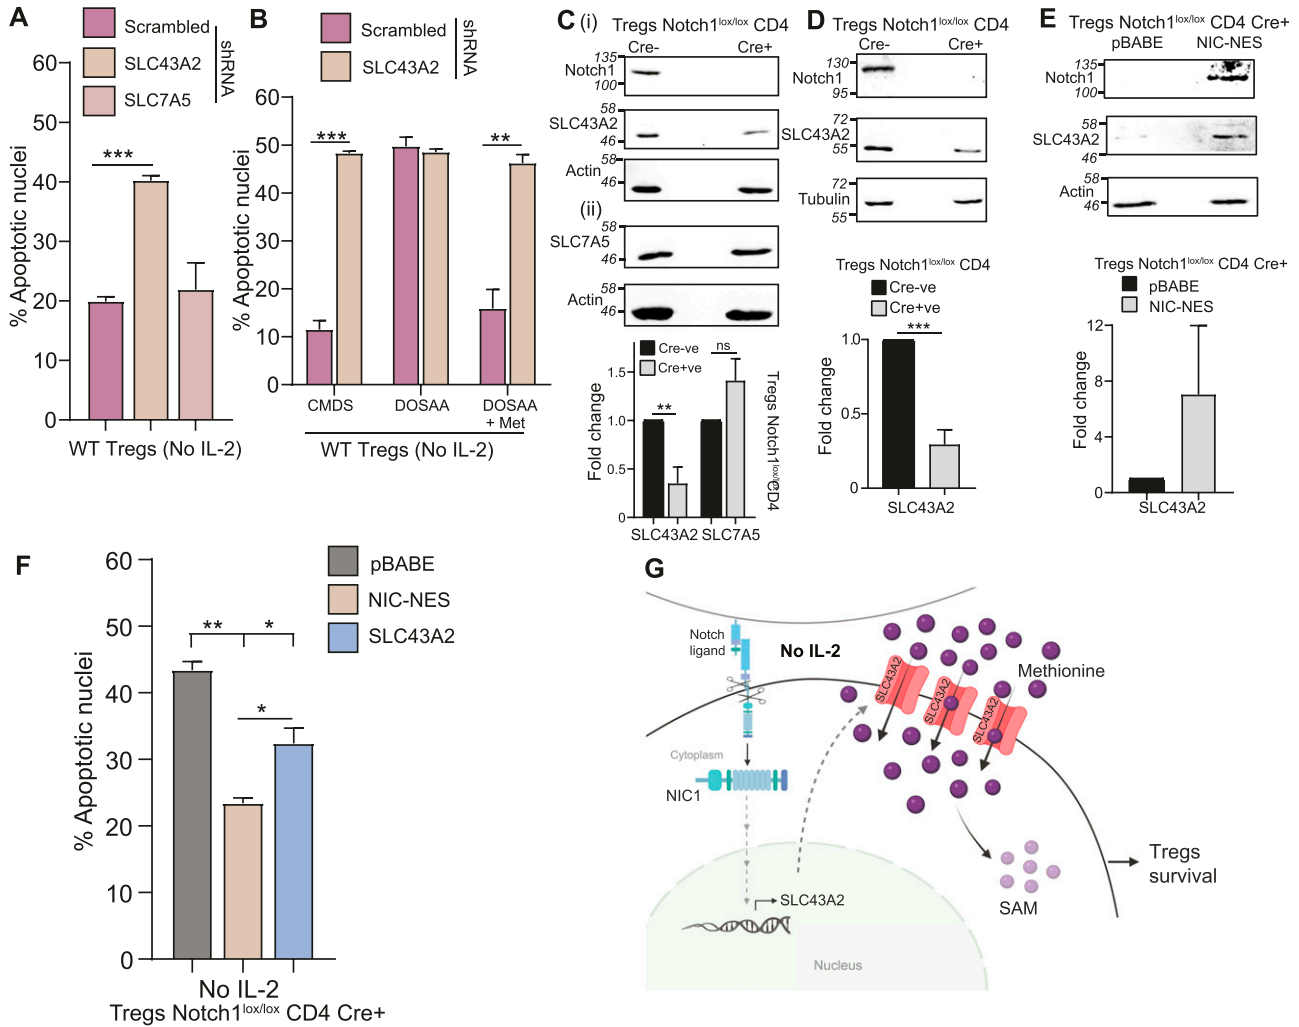 A
Scrambled
SLC43A2
SLC7A5
shRNA
60
50
40
30
20
10
0
% Apoptotic nuclei
***
WT Tregs (No IL-2)
B
Scrambled
SLC43A2
shRNA
60
50
40
30
20
10
0
% Apoptotic nuclei
***
**
CMDS
DOSAA
DOSAA
+ Met
WT Tregs (No IL-2)
C (i)
Tregs Notch1lox/lox CD4
Cre- Cre+
135
Notch1
100
58
SLC43A2
46
58
Actin
46
(ii)
58
SLC7A5
46
58
Actin
46
Cre-ve
Cre+ve
ns
**
1.5
1.0
0.5
0
Fold change
SLC43A2 SLC7A5
Tregs Notch1lox/lox CD4
D
Tregs Notch1lox/lox CD4
Cre- Cre+
130
Notch1
95
72
SLC43A2
55
72
Tubulin
55
Tregs Notch1lox/lox CD4
Cre-ve
Cre+ve
***
1.0
0.5
0
Fold change
SLC43A2
E
Tregs Notch1lox/lox CD4 Cre+
pBABE NIC-NES
135
Notch1
100
58
SLC43A2
46
58
Actin
46
Tregs Notch1lox/lox CD4 Cre+
pBABE
NIC-NES
12
8
4
0
Fold change
SLC43A2
F
pBABE
NIC-NES
SLC43A2
60
50
40
30
20
10
0
% Apoptotic nuclei
** *
*
No IL-2
Tregs Notch1lox/lox CD4 Cre+
G
Notch
ligand
No IL-2
SLC43A2
SLC43A2
SLC43A2
Methionine
Cytoplasm
NIC1
SLC43A2
SAM
Tregs
survival
Nucleus